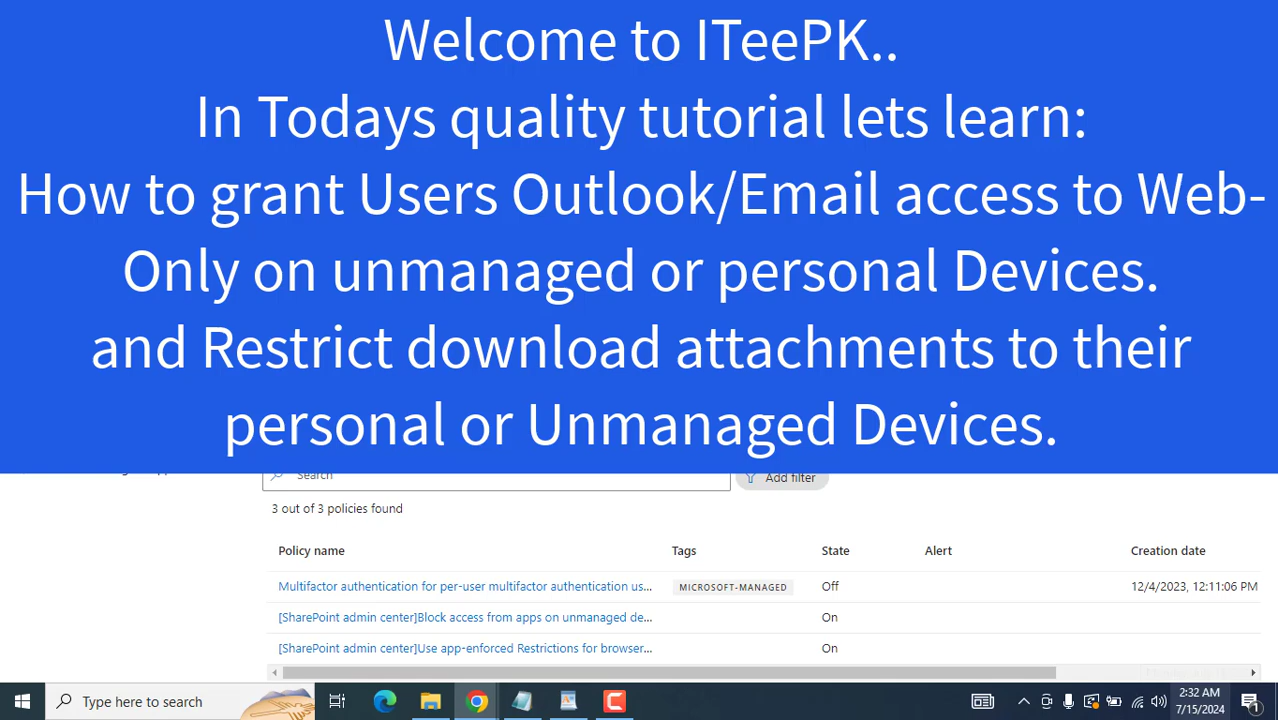 Welcome to ITeePK..
In Todays quality tutorial lets learn:
How to grant Users Outlook/Email access to Web-
Only on unmanaged or personal Devices.
and Restrict download attachments to their
personal or Unmanaged Devices.
Search
Add filter
3 out of 3 policies found
Policy name Tags State Alert Creation date
Multifactor authentication for per-user multifactor authentication us... MICROSOFT-MANAGED Off 12/4/2023, 12:11:06 PM
[SharePoint admin center]Block access from apps on unmanaged de... On
[SharePoint admin center]Use app-enforced Restrictions for browser... On
Type here to search
2:32 AM
7/15/2024
1